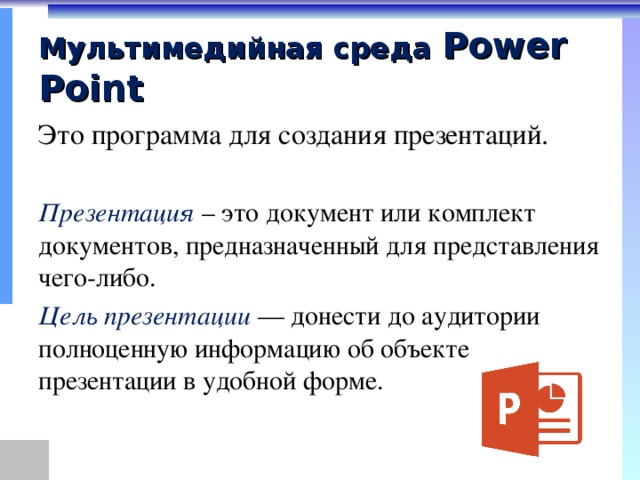 Мультимедийная среда Power
Point
Это программа для создания презентаций.
Презентация – это документ или комплект
документов, предназначенный для представления
чего-либо.
Цель презентации — донести до аудитории
полноценную информацию об объекте
презентации в удобной форме.
P